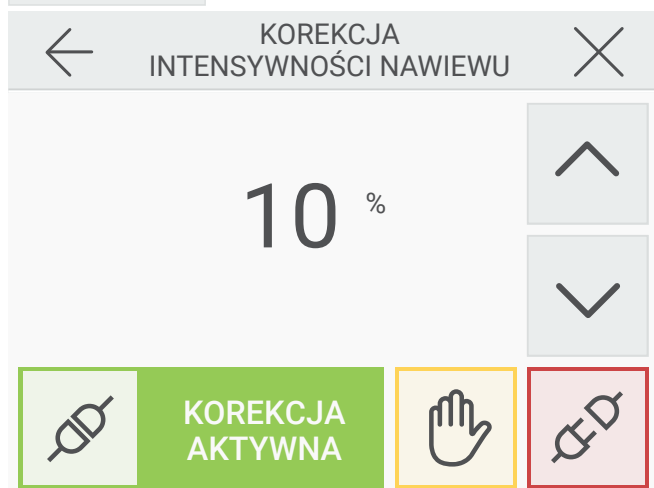 KOREKCJA
INTENSYWNOŚCI NAWIEWU
10 %
KOREKCJA
AKTYWNA